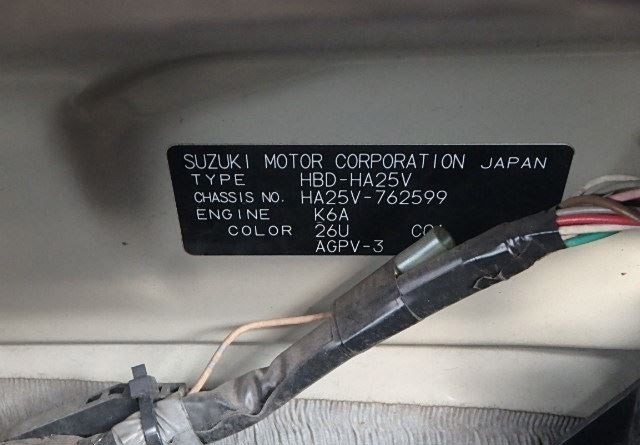 SUZUKI MOTOR CORPORATION JAPAN
TYPE HBD-HA25V
CHASSIS NO. HA25V-762599
ENGINE K6A
COLOR 26U
AGPV-3